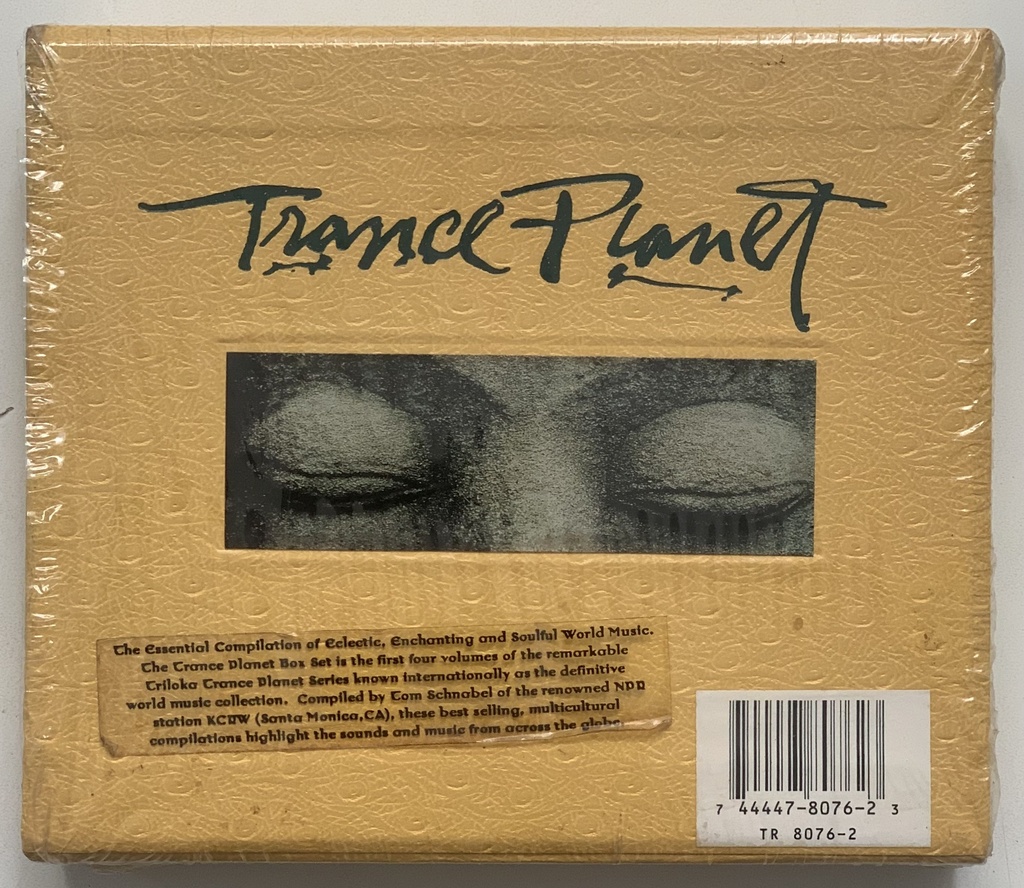 Trance Planet
The Essential Compilation of Eclectic, Enchanting and Soulful World Music.
The Trance Planet Box Set is the first four volumes of the remarkable
Triloka Trance Planet Series known internationally as the definitive
world music collection. Compiled by Tom Schnabel of the renowned NPR
station KCRW (Santa Monica,CA), these best selling, multicultural
compilations highlight the sounds and music from across the globe.
7 44447-8076-2 3
TR 8076-2